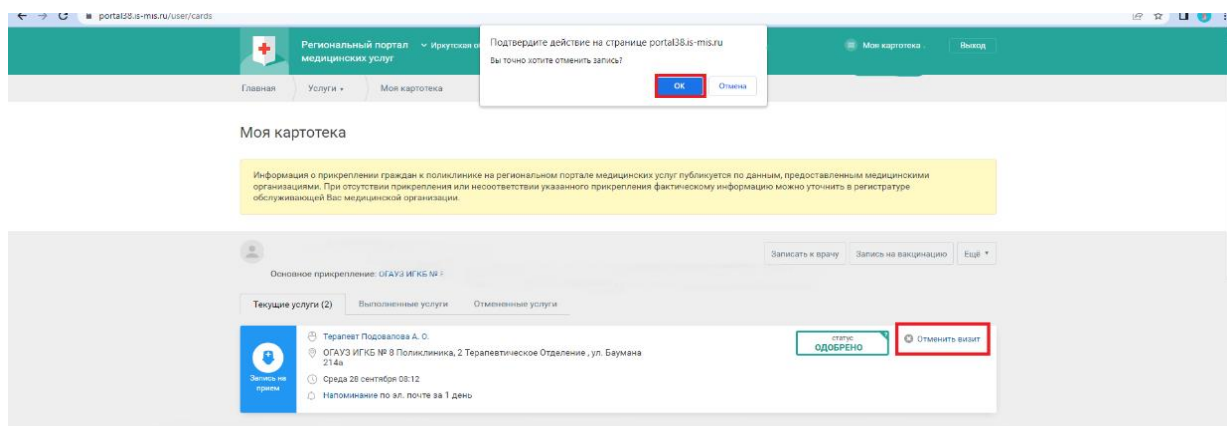 portal38.is-mis.ru/user/cards
Региональный портал
медицинских услуг
Иркутская о
Подтвердите действие на странице portal38.is-mis.ru
Вы точно хотите отменить запись?
ОК
Отмена
Моя картотека
Выход
Главная
Услуги
Моя картотека
Моя картотека
Информация о прикреплении граждан к поликлинике на региональном портале медицинских услуг публикуется по данным, предоставленным медицинскими
организациями. При отсутствии прикрепления или несоответствии указанного прикрепления фактическому информацию можно уточнить в регистратуре
обслуживающей Вас медицинской организации.
Записать к врачу
Запись на вакцинацию
Ещё
Основное прикрепление: ОГАУЗ ИГКБ №
Текущие услуги (2)
Выполненные услуги
Отмененные услуги
Запись на
прием
Терапевт Подовалова А. О.
ОГАУЗ ИГКБ № 8 Поликлиника, 2 Терапевтическое Отделение , ул. Баумана
214а
Среда 28 сентября 08:12
Напоминание по эл. почте за 1 день
статус
ОДОБРЕНО
?
Отменить визит